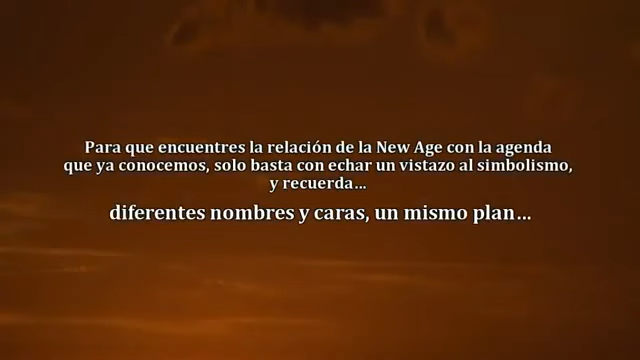 Para que encuentres la relación de la New Age con la agenda
que ya conocemos, solo basta con echar un vistazo al simbolismo,
y recuerda...
diferentes nombres y caras, un mismo plan...